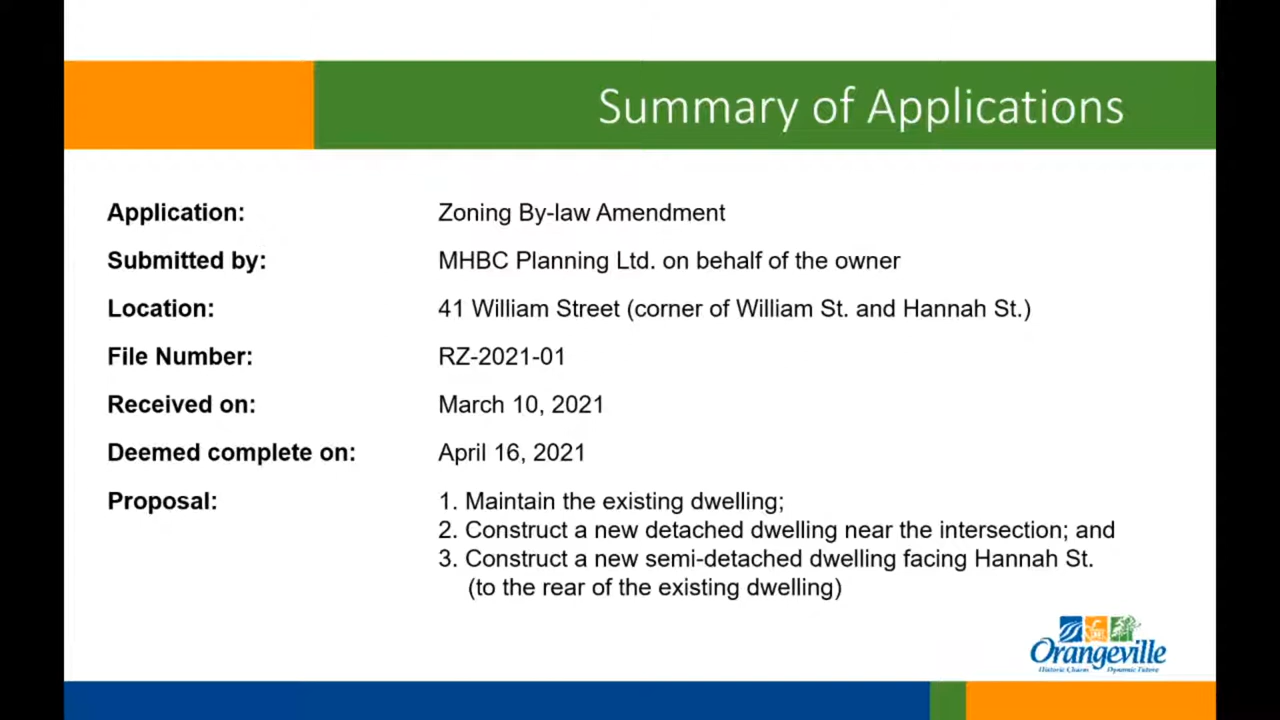 Summary of Applications
Application: Zoning By-law Amendment
Submitted by: MHBC Planning Ltd. on behalf of the owner
Location: 41 William Street (corner of William St. and Hannah St.)
File Number: RZ-2021-01
Received on: March 10, 2021
Deemed complete on: April 16, 2021
Proposal: 1. Maintain the existing dwelling;
2. Construct a new detached dwelling near the intersection; and
3. Construct a new semi-detached dwelling facing Hannah St.
(to the rear of the existing dwelling)
Orangeville
Historic Charm Dynamic Future